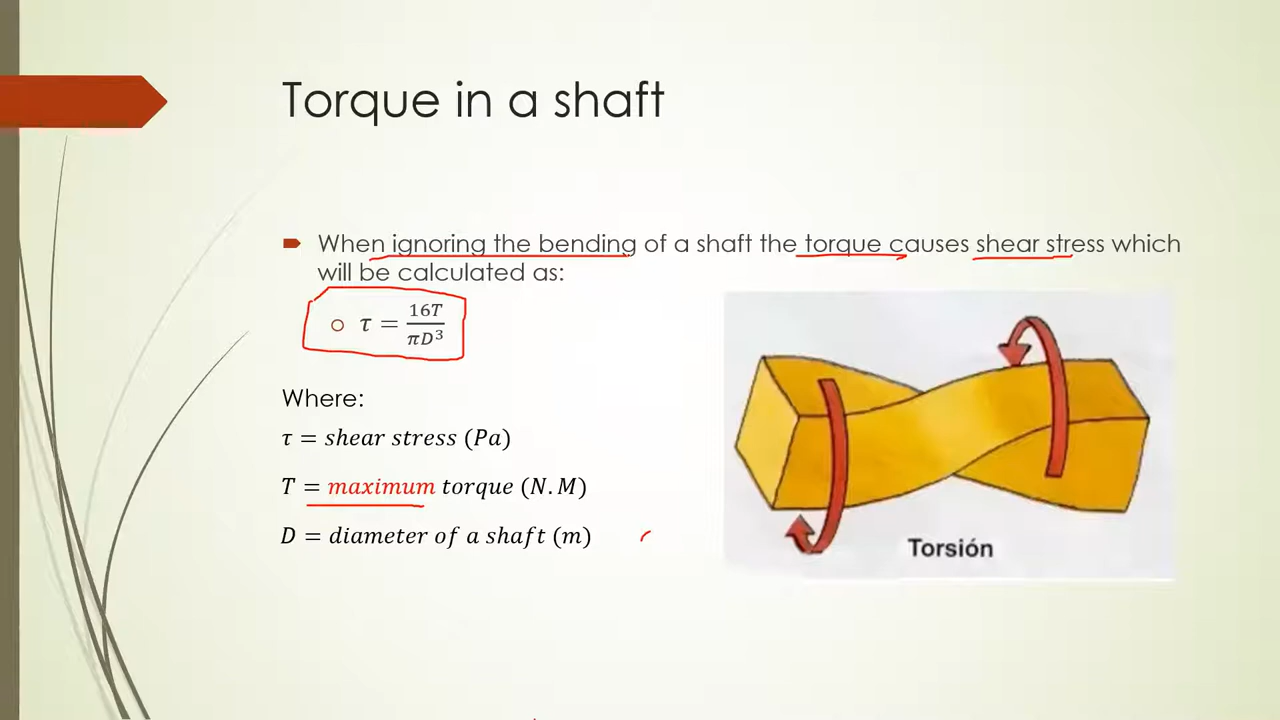 Torque in a shaft
When ignoring the bending of a shaft the torque causes shear stress which
will be calculated as:
τ = 16T / πD³
Where:
τ = shear stress (Pa)
T = maximum torque (N.M)
D = diameter of a shaft (m)
Torsión